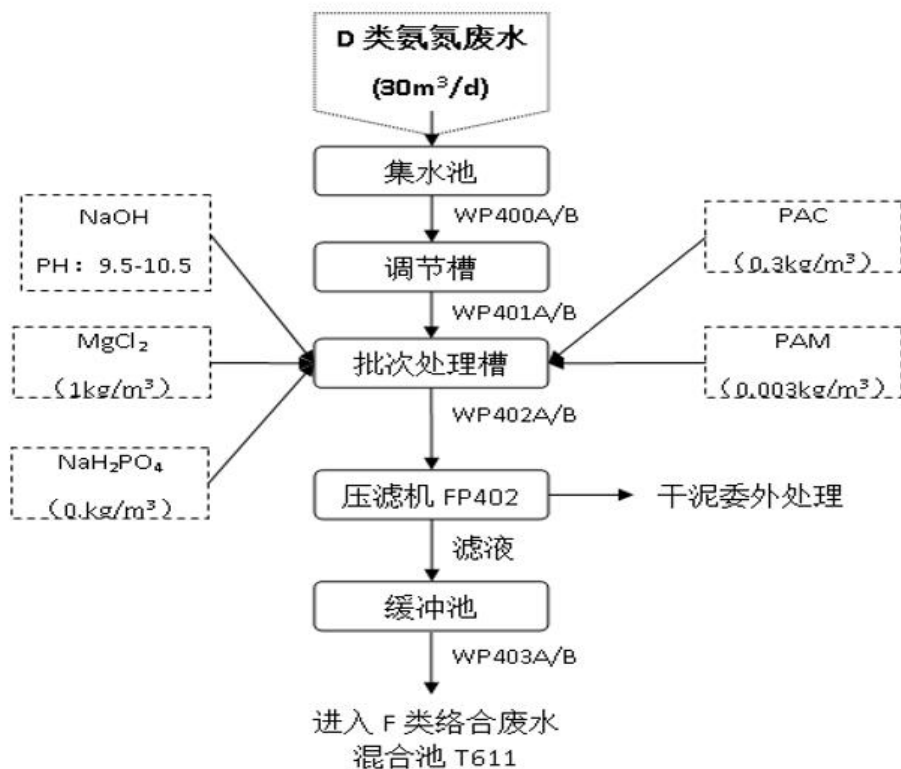 D 类氨氮废水
(30m³/d)
集水池
WP400A/B
NaOH
PH：9.5-10.5
PAC
（0.3kg/m³）
调节槽
WP401A/B
MgCl₂
（1kg/m³）
批次处理槽
PAM
（0.003kg/m³）
WP402A/B
NaH₂PO₄
（0.kg/m³）
压滤机 FP402
干泥委外处理
滤液
缓冲池
WP403A/B
进入 F 类络合废水
混合池 T611